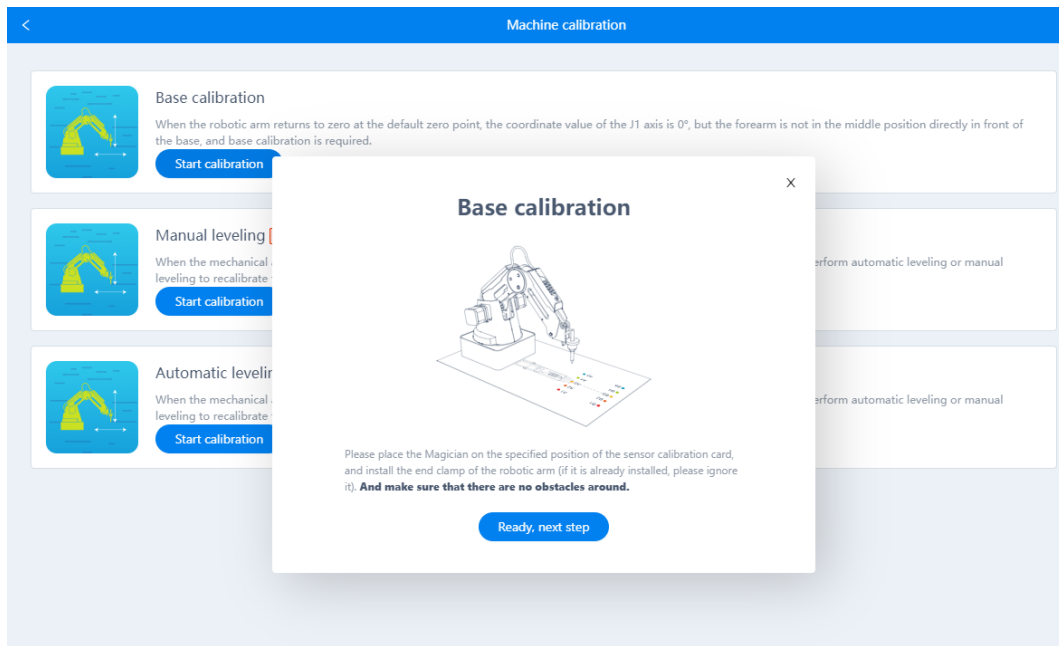 Machine calibration
Base calibration
When the robotic arm returns to zero at the default zero point, the coordinate value of the J1 axis is 0°, but the forearm is not in the middle position directly in front of
the base, and base calibration is required.
Start calibration
X
Base calibration
Please place the Magician on the specified position of the sensor calibration card,
and install the end clamp of the robotic arm (if it is already installed, please ignore
it). And make sure that there are no obstacles around.
Ready, next step
Manual leveling
When the mechanical
erform automatic leveling or manual
leveling to recalibrate
Start calibration
Automatic levelin
When the mechanical
erform automatic leveling or manual
leveling to recalibrate
Start calibration